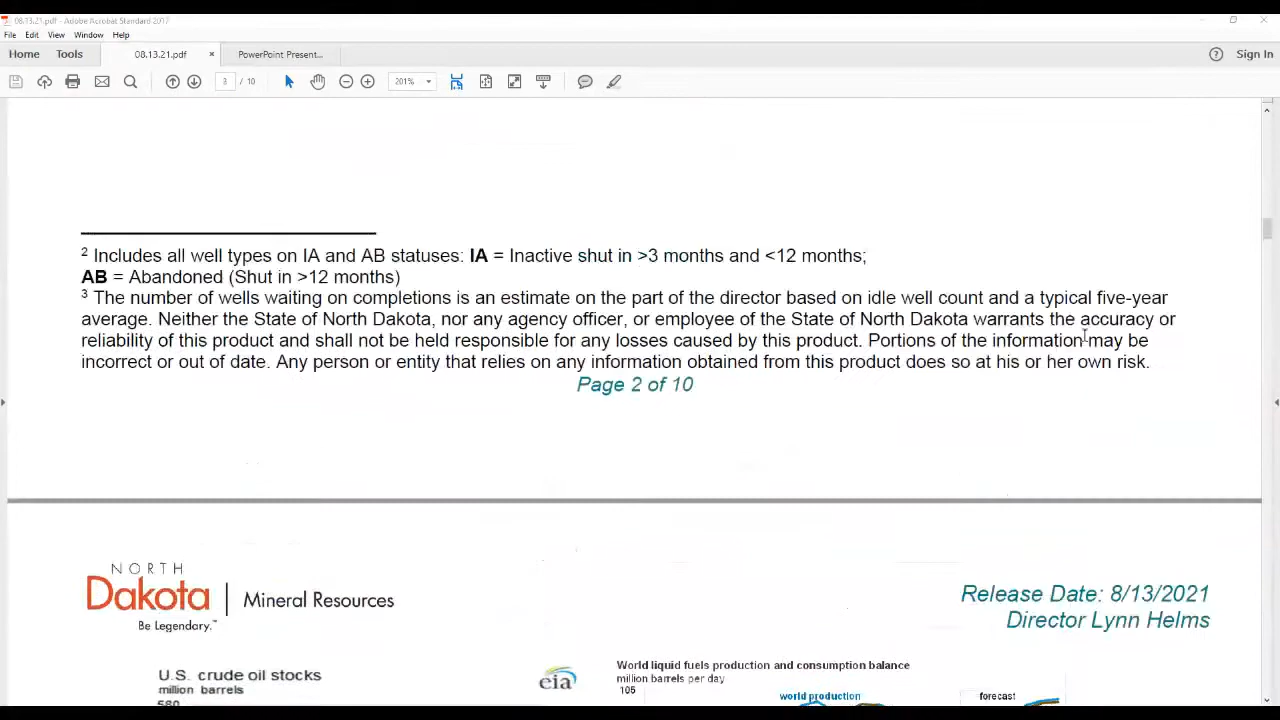 08.13.21.pdf - Adobe Acrobat Standard 2017
File Edit View Window Help
Home Tools 08.13.21.pdf × PowerPoint Present... Sign In
3 / 10 201%
2 Includes all well types on IA and AB statuses: IA = Inactive shut in >3 months and <12 months;
AB = Abandoned (Shut in >12 months)
3 The number of wells waiting on completions is an estimate on the part of the director based on idle well count and a typical five-year
average. Neither the State of North Dakota, nor any agency officer, or employee of the State of North Dakota warrants the accuracy or
reliability of this product and shall not be held responsible for any losses caused by this product. Portions of the information may be
incorrect or out of date. Any person or entity that relies on any information obtained from this product does so at his or her own risk.
Page 2 of 10
NORTH
Dakota | Mineral Resources
Be Legendary.™
Release Date: 8/13/2021
Director Lynn Helms
U.S. crude oil stocks
million barrels
580
eia
World liquid fuels production and consumption balance
million barrels per day
105
world production
forecast